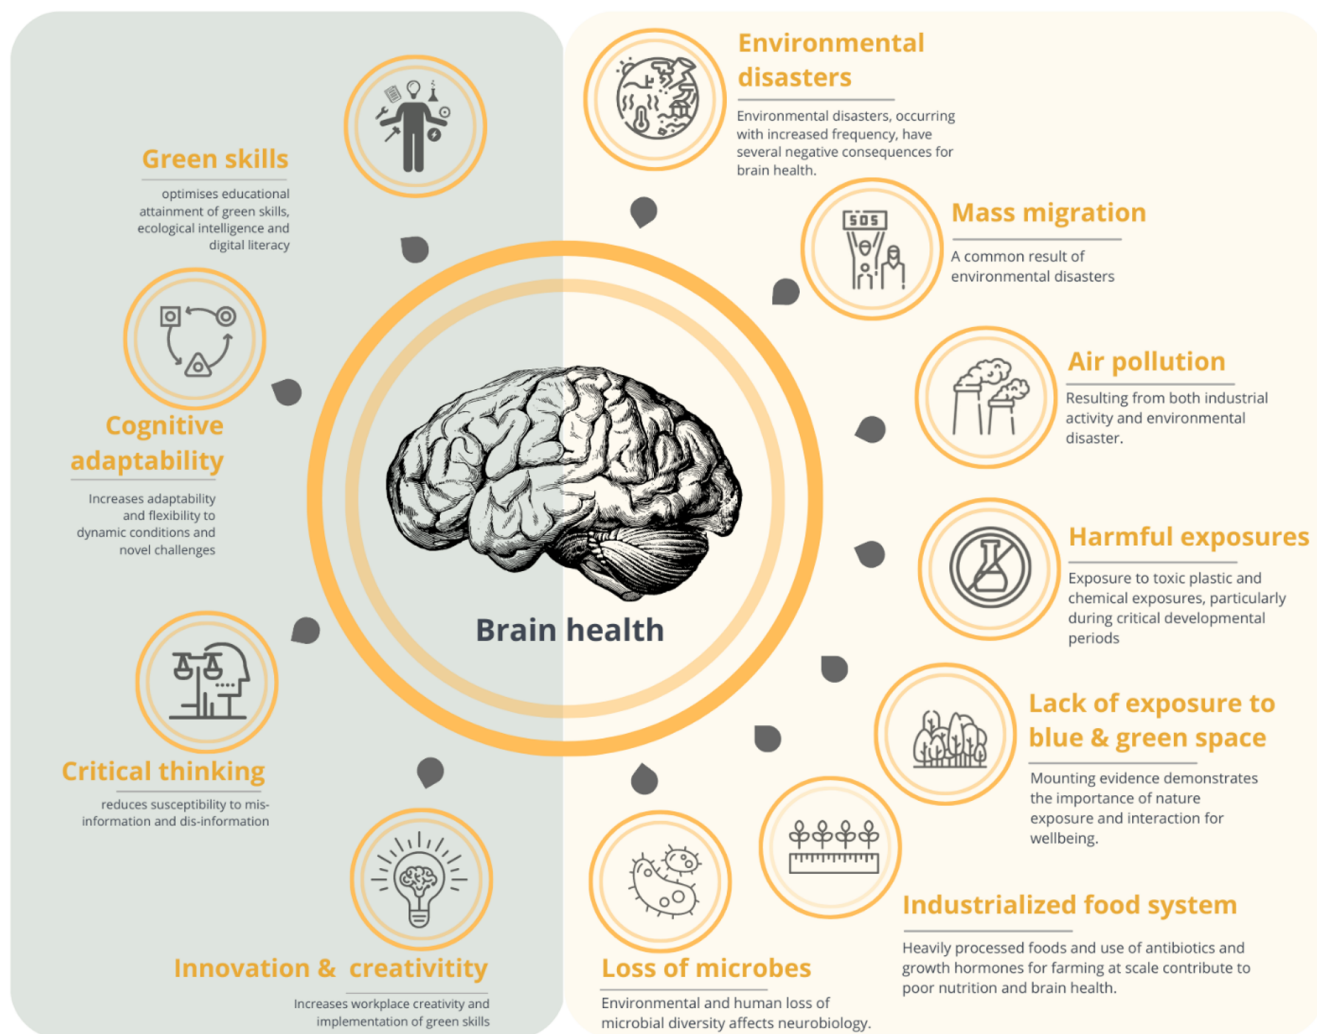 Green skills
optimises educational
attainment of green skills,
ecological intelligence and
digital literacy
Cognitive
adaptability
Increases adaptability
and flexibility to
dynamic conditions and
novel challenges
Critical thinking
reduces susceptibility to mis-
information and dis-information
Innovation & creativitity
Increases workplace creativity and
implementation of green skills
Brain health
Environmental
disasters
Environmental disasters, occurring
with increased frequency, have
several negative consequences for
brain health.
SOS
Mass migration
A common result of
environmental disasters
Air pollution
Resulting from both industrial
activity and environmental
disaster.
Harmful exposures
Exposure to toxic plastic and
chemical exposures, particularly
during critical developmental
periods
Lack of exposure to
blue & green space
Mounting evidence demonstrates
the importance of nature
exposure and interaction for
wellbeing.
Industrialized food system
Heavily processed foods and use of antibiotics and
growth hormones for farming at scale contribute to
poor nutrition and brain health.
Loss of microbes
Environmental and human loss of
microbial diversity affects neurobiology.